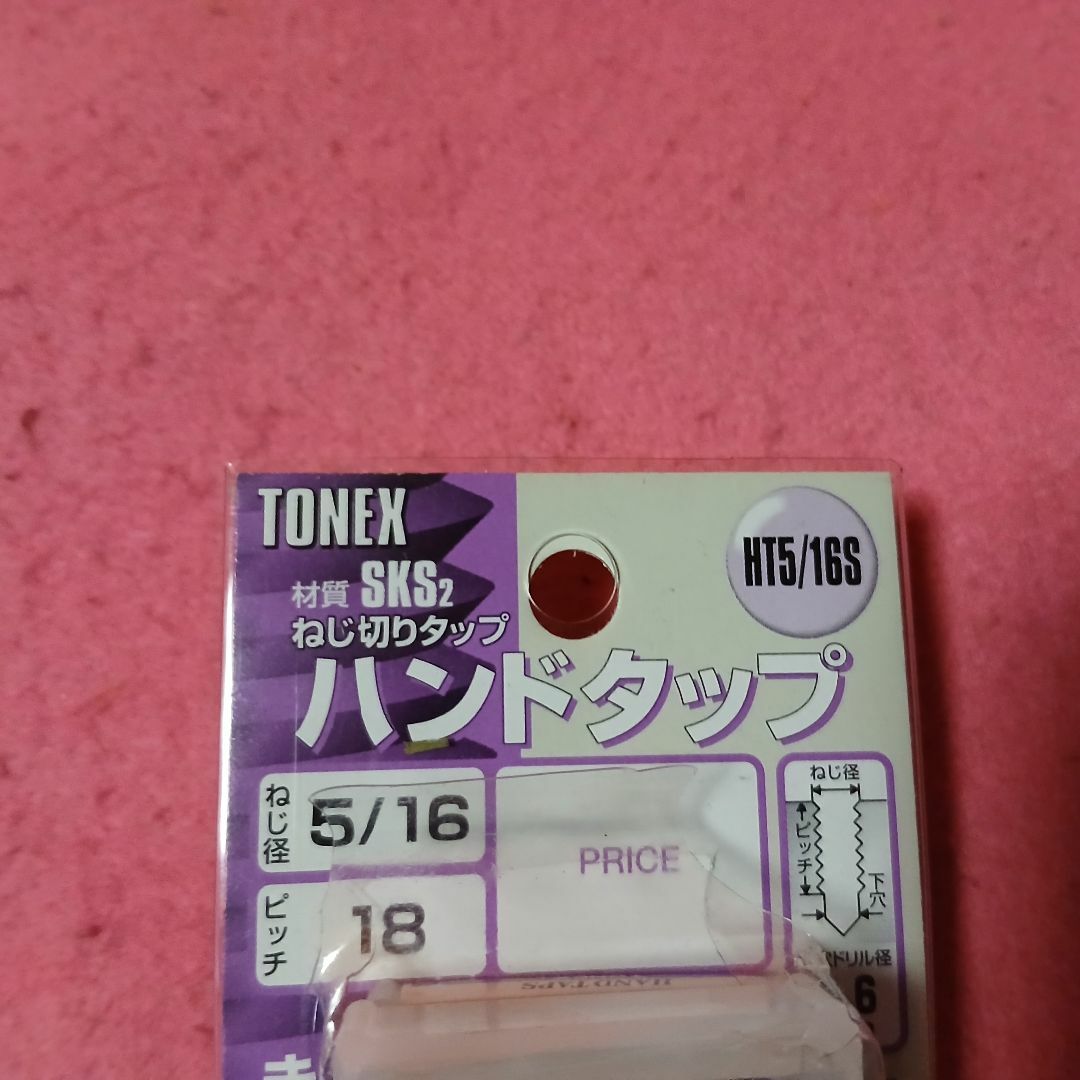 TONEX
HT5/16S
材質 SKS2
ねじ切りタップ
ハンドタップ
ねじ径
5/16
PRICE
ピッチ
18
ねじ径
ピッチ
下穴
ドリル径
6
HAND TAPS